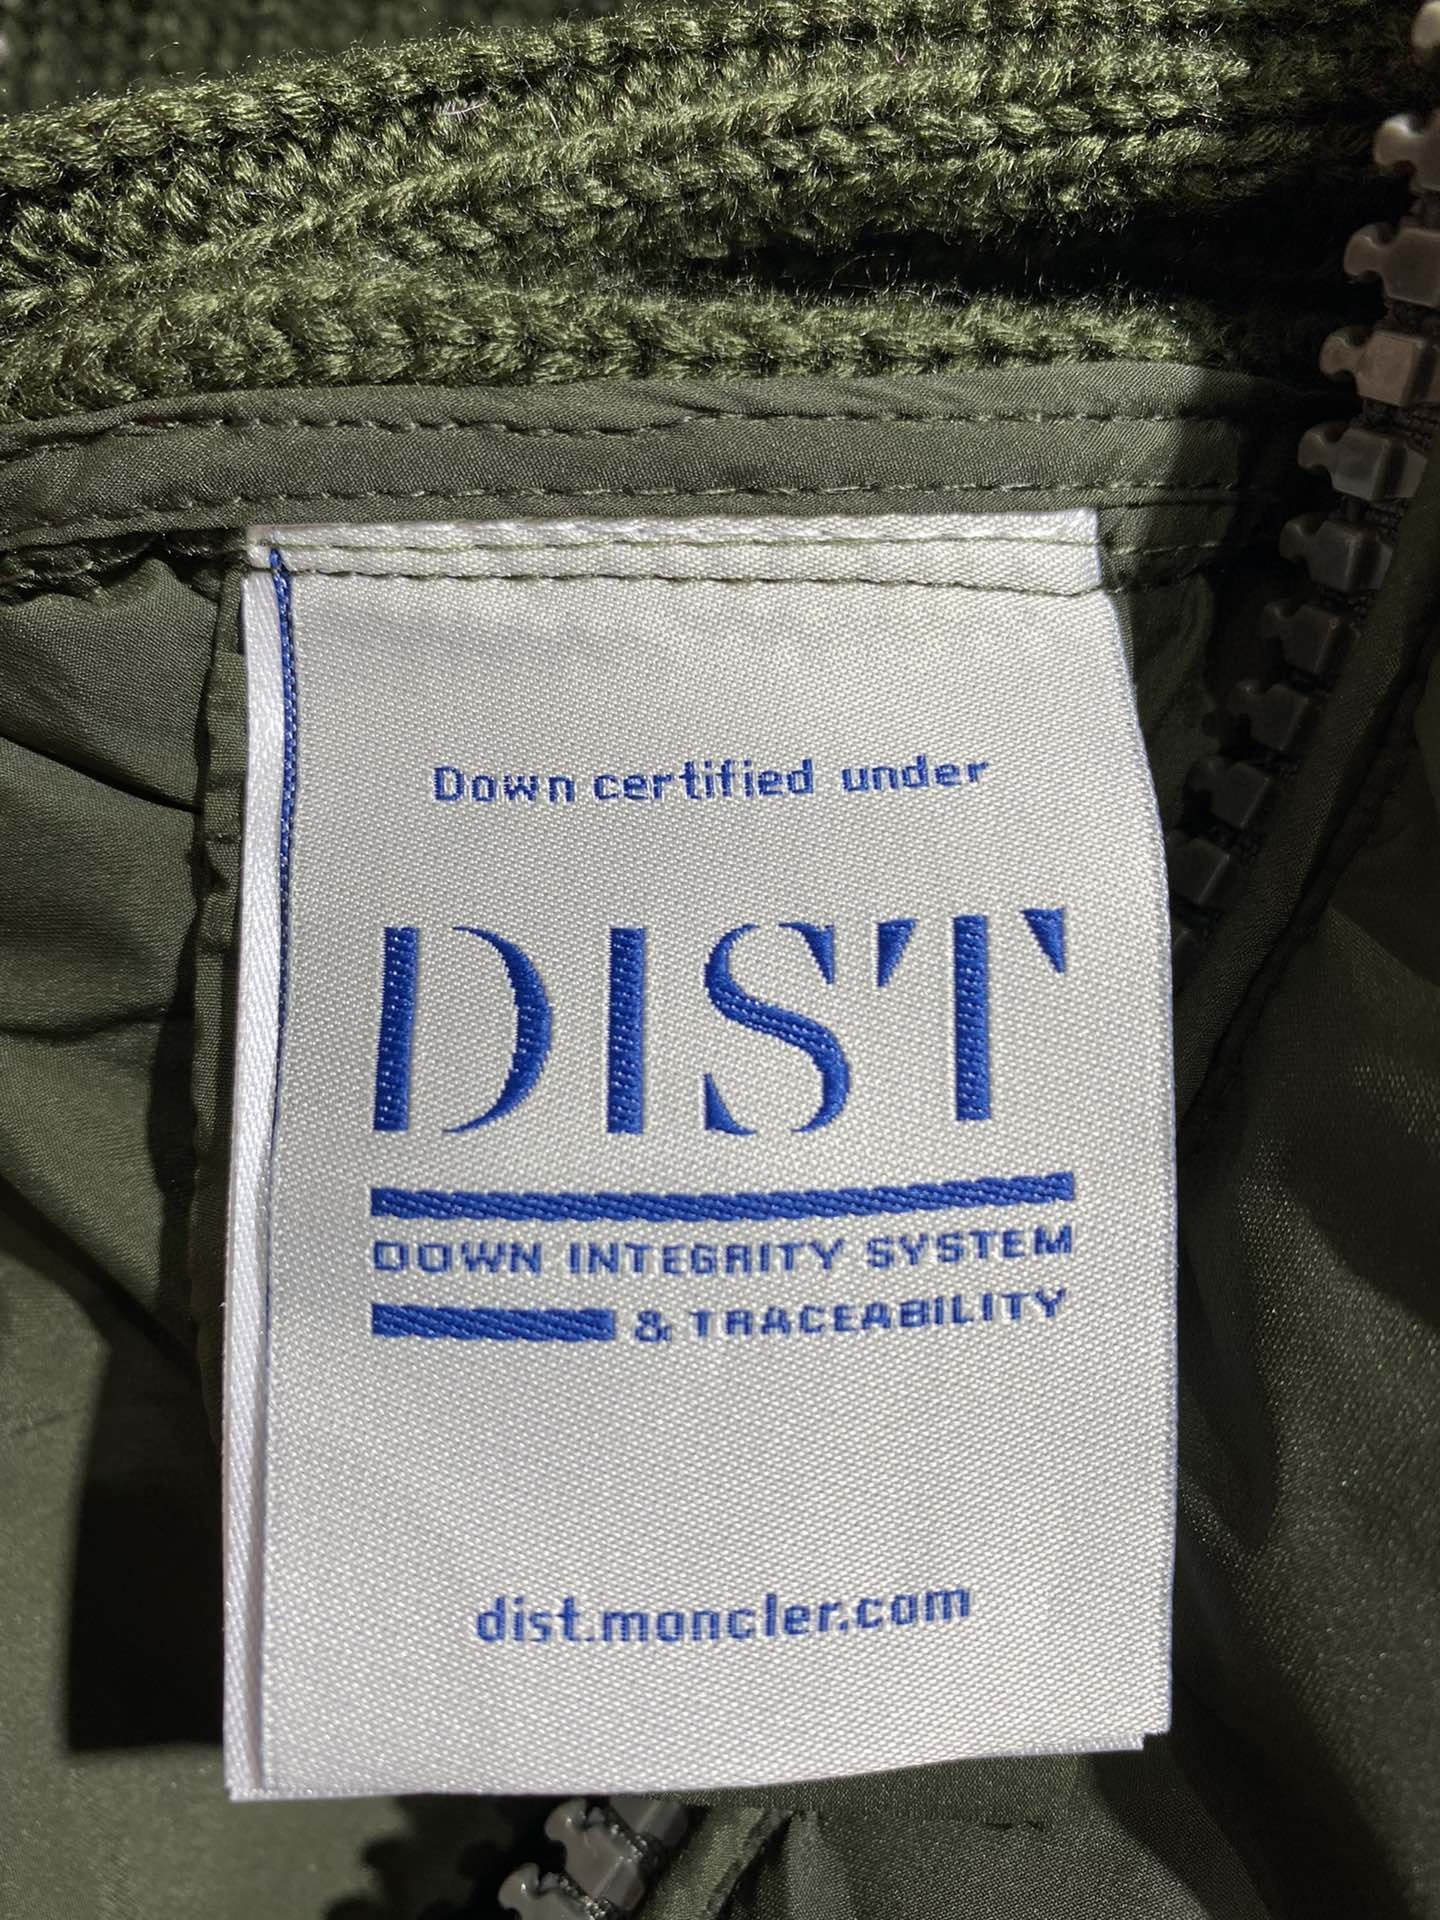 Down certified under
DIST
DOWN INTEGRITY SYSTEM
& TRACEABILITY
dist.moncler.com